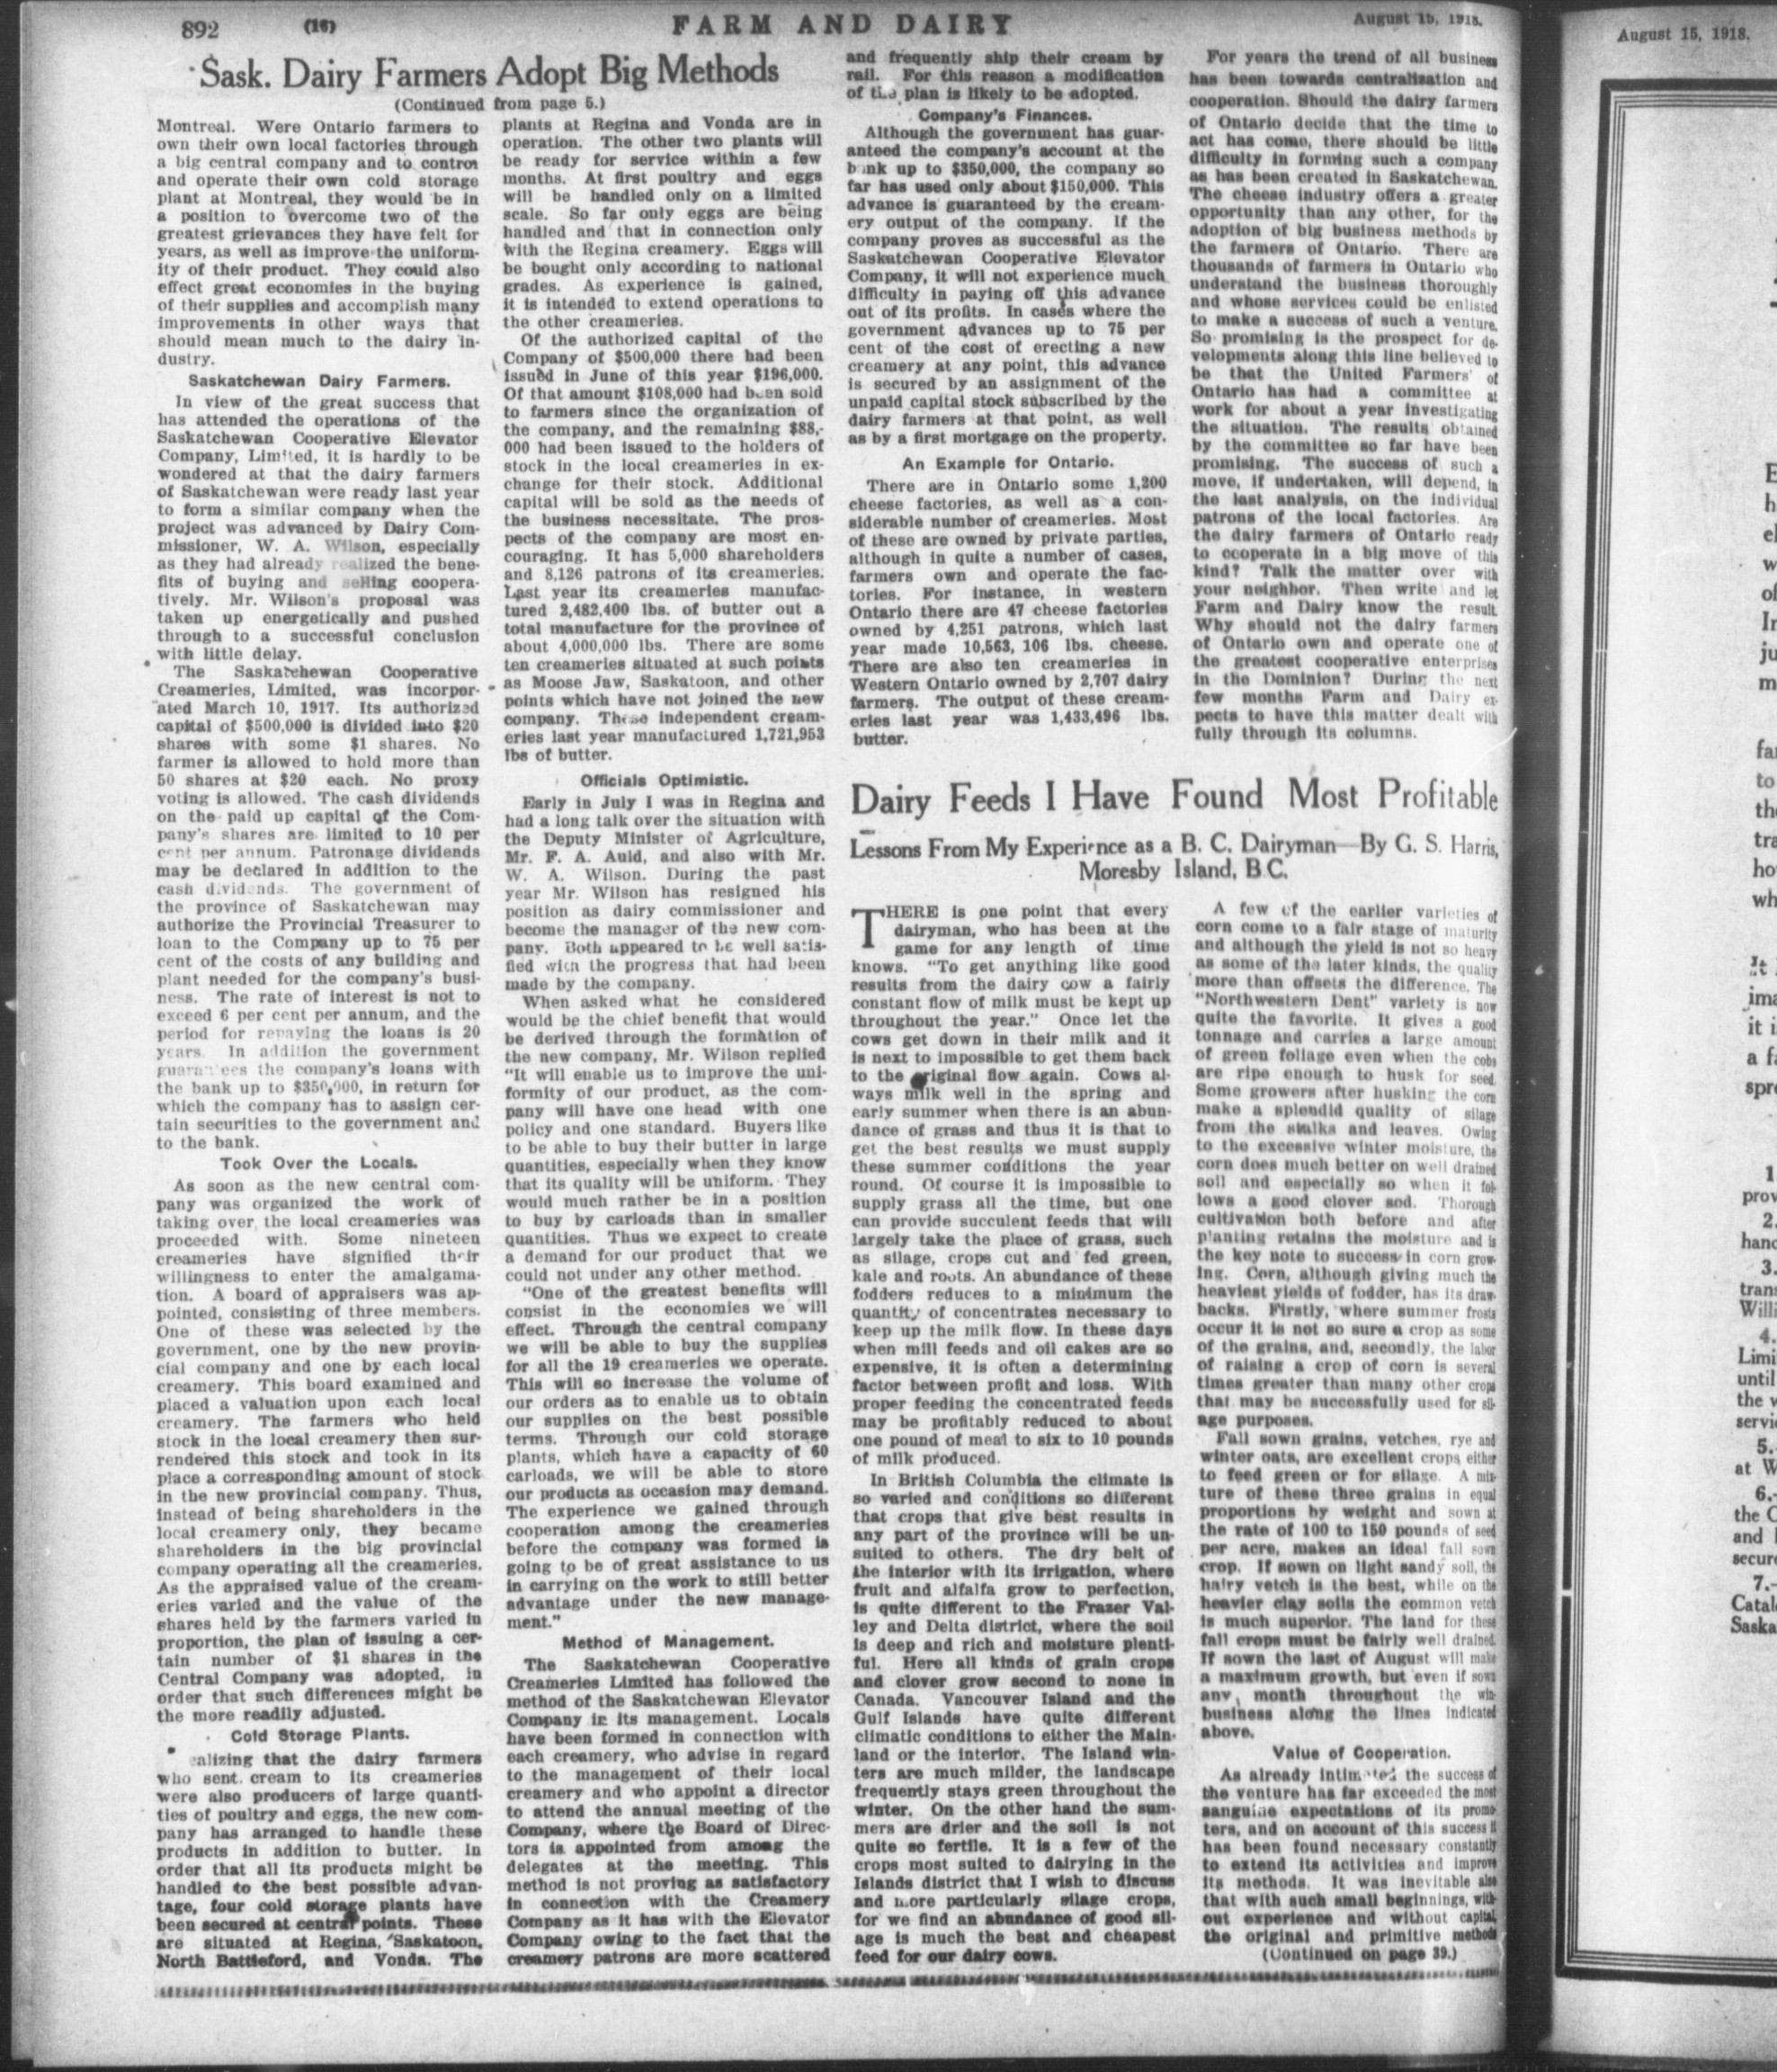 892 (16) FARM AND DAIRY August 15, 1918.
Sask. Dairy Farmers Adopt Big Methods
(Continued from page 5.)
Montreal. Were Ontario farmers to
own their own local factories through
a big central company and to control
and operate their own cold storage
plant at Montreal, they would be in
a position to overcome two of the
greatest grievances they have felt for
years, as well as improve the uniform-
ity of their product. They could also
effect great economies in the buying
of their supplies and accomplish many
improvements in other ways that
should mean much to the dairy in-
dustry.
Saskatchewan Dairy Farmers.
In view of the great success that
has attended the operations of the
Saskatchewan Cooperative Elevator
Company, Limited, it is hardly to be
wondered at that the dairy farmers
of Saskatchewan were ready last year
to form a similar company when the
project was advanced by Dairy Com-
missioner, W. A. Wilson, especially
as they had already realized the bene-
fits of buying and selling coopera-
tively. Mr. Wilson's proposal was
taken up energetically and pushed
through to a successful conclusion
with little delay.
The Saskatchewan Cooperative
Creameries, Limited, was incorpor-
ated March 10, 1917. Its authorized
capital of $500,000 is divided into $20
shares with some $1 shares. No
farmer is allowed to hold more than
50 shares at $20 each. No proxy
voting is allowed. The cash dividends
on the paid up capital of the Com-
pany's shares are limited to 10 per
cent per annum. Patronage dividends
may be declared in addition to the
cash dividends. The government of
the province of Saskatchewan may
authorize the Provincial Treasurer to
loan to the Company up to 75 per
cent of the costs of any building and
plant needed for the company's busi-
ness. The rate of interest is not to
exceed 6 per cent per annum, and the
period for repaying the loans is 20
years. In addition the government
guarantees the company's loans with
the bank up to $350,000, in return for
which the company has to assign cer-
tain securities to the government and
to the bank.
Took Over the Locals.
As soon as the new central com-
pany was organized the work of
taking over the local creameries was
proceeded with. Some nineteen
creameries have signified their
willingness to enter the amalgama-
tion. A board of appraisers was ap-
pointed, consisting of three members.
One of these was selected by the
government, one by the new provin-
cial company and one by each local
creamery. This board examined and
placed a valuation upon each local
creamery. The farmers who held
stock in the local creamery then sur-
rendered this stock and took in its
place a corresponding amount of stock
in the new provincial company. Thus,
instead of being shareholders in the
local creamery only, they became
shareholders in the big provincial
company operating all the creameries.
As the appraised value of the cream-
eries varied and the value of the
shares held by the farmers varied in
proportion, the plan of issuing a cer-
tain number of $1 shares in the
Central Company was adopted, in
order that such differences might be
the more readily adjusted.
Cold Storage Plants.
ealizing that the dairy farmers
who sent cream to its creameries
were also producers of large quanti-
ties of poultry and eggs, the new com-
pany has arranged to handle these
products in addition to butter. In
order that all its products might be
handled to the best possible advan-
tage, four cold storage plants have
been secured at central points. These
are situated at Regina, Saskatoon,
North Battleford, and Vonda. The
plants at Regina and Vonda are in
operation. The other two plants will
be ready for service within a few
months. At first poultry and eggs
will be handled only on a limited
scale. So far only eggs are being
handled and that in connection only
with the Regina creamery. Eggs will
be bought only according to national
grades. As experience is gained,
it is intended to extend operations to
the other creameries.
Of the authorized capital of the
Company of $500,000 there had been
issued in June of this year $196,000.
Of that amount $108,000 had been sold
to farmers since the organization of
the company, and the remaining $88,-
000 had been issued to the holders of
stock in the local creameries in ex-
change for their stock. Additional
capital will be sold as the needs of
the business necessitate. The pros-
pects of the company are most en-
couraging. It has 5,000 shareholders
and 8,126 patrons of its creameries.
Last year its creameries manufac-
tured 2,482,400 lbs. of butter out a
total manufacture for the province of
about 4,000,000 lbs. There are some
ten creameries situated at such points
as Moose Jaw, Saskatoon, and other
points which have not joined the new
company. These independent cream-
eries last year manufactured 1,721,953
lbs of butter.
Officials Optimistic.
Early in July I was in Regina and
had a long talk over the situation with
the Deputy Minister of Agriculture,
Mr. F. A. Auld, and also with Mr.
W. A. Wilson. During the past
year Mr. Wilson has resigned his
position as dairy commissioner and
become the manager of the new com-
pany. Both appeared to be well satis-
fied with the progress that had been
made by the company.
When asked what he considered
would be the chief benefit that would
be derived through the formation of
the new company, Mr. Wilson replied
"It will enable us to improve the uni-
formity of our product, as the com-
pany will have one head with one
policy and one standard. Buyers like
to be able to buy their butter in large
quantities, especially when they know
that its quality will be uniform. They
would much rather be in a position
to buy by carloads than in smaller
quantities. Thus we expect to create
a demand for our product that we
could not under any other method.
"One of the greatest benefits will
consist in the economies we will
effect. Through the central company
we will be able to buy the supplies
for all the 19 creameries we operate.
This will so increase the volume of
our orders as to enable us to obtain
our supplies on the best possible
terms. Through our cold storage
plants, which have a capacity of 60
carloads, we will be able to store
our products as occasion may demand.
The experience we gained through
cooperation among the creameries
before the company was formed is
going to be of great assistance to us
in carrying on the work to still better
advantage under the new manage-
ment."
Method of Management.
The Saskatchewan Cooperative
Creameries Limited has followed the
method of the Saskatchewan Elevator
Company in its management. Locals
have been formed in connection with
each creamery, who advise in regard
to the management of their local
creamery and who appoint a director
to attend the annual meeting of the
Company, where the Board of Direc-
tors is appointed from among the
delegates at the meeting. This
method is not proving as satisfactory
in connection with the Creamery
Company as it has with the Elevator
Company owing to the fact that the
creamery patrons are more scattered
and frequently ship their cream by
rail. For this reason a modification
of the plan is likely to be adopted.
Company's Finances.
Although the government has guar-
anteed the company's account at the
bank up to $350,000, the company so
far has used only about $150,000. This
advance is guaranteed by the cream-
ery output of the company. If the
company proves as successful as the
Saskatchewan Cooperative Elevator
Company, it will not experience much
difficulty in paying off this advance
out of its profits. In cases where the
government advances up to 75 per
cent of the cost of erecting a new
creamery at any point, this advance
is secured by an assignment of the
unpaid capital stock subscribed by the
dairy farmers at that point, as well
as by a first mortgage on the property.
An Example for Ontario.
There are in Ontario some 1,200
cheese factories, as well as a con-
siderable number of creameries. Most
of these are owned by private parties,
although in quite a number of cases,
farmers own and operate the fac-
tories. For instance, in western
Ontario there are 47 cheese factories
owned by 4,251 patrons, which last
year made 10,563, 106 lbs. cheese.
There are also ten creameries in
Western Ontario owned by 2,707 dairy
farmers. The output of these cream-
eries last year was 1,433,496 lbs.
butter.
For years the trend of all business
has been towards centralization and
cooperation. Should the dairy farmers
of Ontario decide that the time to
act has come, there should be little
difficulty in forming such a company
as has been created in Saskatchewan.
The cheese industry offers a greater
opportunity than any other, for the
adoption of big business methods by
the farmers of Ontario. There are
thousands of farmers in Ontario who
understand the business thoroughly
and whose services could be enlisted
to make a success of such a venture.
So promising is the prospect for de-
velopments along this line believed to
be that the United Farmers' of
Ontario has had a committee at
work for about a year investigating
the situation. The results obtained
by the committee so far have been
promising. The success of such a
move, if undertaken, will depend, in
the last analysis, on the individual
patrons of the local factories. Are
the dairy farmers of Ontario ready
to cooperate in a big move of this
kind? Talk the matter over with
your neighbor. Then write and let
Farm and Dairy know the result.
Why should not the dairy farmers
of Ontario own and operate one of
the greatest cooperative enterprises
in the Dominion? During the next
few months Farm and Dairy ex-
pects to have this matter dealt with
fully through its columns.
Dairy Feeds I Have Found Most Profitable
Lessons From My Experience as a B. C. Dairyman—By G. S. Harris,
Moresby Island, B.C.
THERE is one point that every
dairyman, who has been at the
game for any length of time
knows. "To get anything like good
results from the dairy cow a fairly
constant flow of milk must be kept up
throughout the year." Once let the
cows get down in their milk and it
is next to impossible to get them back
to the original flow again. Cows al-
ways milk well in the spring and
early summer when there is an abun-
dance of grass and thus it is that to
get the best results we must supply
these summer conditions the year
round. Of course it is impossible to
supply grass all the time, but one
can provide succulent feeds that will
largely take the place of grass, such
as silage, crops cut and fed green,
kale and roots. An abundance of these
fodders reduces to a minimum the
quantity of concentrates necessary to
keep up the milk flow. In these days
when mill feeds and oil cakes are so
expensive, it is often a determining
factor between profit and loss. With
proper feeding the concentrated feeds
may be profitably reduced to about
one pound of meal to six to 10 pounds
of milk produced.
In British Columbia the climate is
so varied and conditions so different
that crops that give best results in
any part of the province will be un-
suited to others. The dry belt of
the interior with its irrigation, where
fruit and alfalfa grow to perfection,
is quite different to the Frazer Val-
ley and Delta district, where the soil
is deep and rich and moisture plenti-
ful. Here all kinds of grain crops
and clover grow second to none in
Canada. Vancouver Island and the
Gulf Islands have quite different
climatic conditions to either the Main-
land or the interior. The Island win-
ters are much milder, the landscape
frequently stays green throughout the
winter. On the other hand the sum-
mers are drier and the soil is not
quite so fertile. It is a few of the
crops most suited to dairying in the
Islands district that I wish to discuss
and more particularly silage crops,
for we find an abundance of good sil-
age is much the best and cheapest
feed for our dairy cows.
A few of the earlier varieties of
corn come to a fair stage of maturity
and although the yield is not so heavy
as some of the later kinds, the quality
more than offsets the difference. The
"Northwestern Dent" variety is now
quite the favorite. It gives a good
tonnage and carries a large amount
of green foliage even when the cobs
are ripe enough to husk for seed.
Some growers after husking the corn
make a splendid quality of silage
from the stalks and leaves. Owing
to the excessive winter moisture, the
corn does much better on well drained
soil and especially so when it fol-
lows a good clover sod. Thorough
cultivation both before and after
planting retains the moisture and is
the key note to success in corn grow-
ing. Corn, although giving much the
heaviest yields of fodder, has its draw-
backs. Firstly, where summer frosts
occur it is not so sure a crop as some
of the grains, and, secondly, the labor
of raising a crop of corn is several
times greater than many other crops
that may be successfully used for sil-
age purposes.
Fall sown grains, vetches, rye and
winter oats, are excellent crops either
to feed green or for silage. A mix-
ture of these three grains in equal
proportions by weight and sown at
the rate of 100 to 150 pounds of seed
per acre, makes an ideal fall sown
crop. If sown on light sandy soil, the
hairy vetch is the best, while on the
heavier clay soils the common vetch
is much superior. The land for these
fall crops must be fairly well drained.
If sown the last of August will make
a maximum growth, but even if sown
any month throughout the win-
business along the lines indicated
above.
Value of Cooperation.
As already intimated the success of
the venture has far exceeded the most
sanguine expectations of its promo-
ters, and on account of this success it
has been found necessary constantly
to extend its activities and improve
its methods. It was inevitable also
that with such small beginnings, with-
out experience and without capital,
the original and primitive methods
(Continued on page 39.)
August 15, 1918.